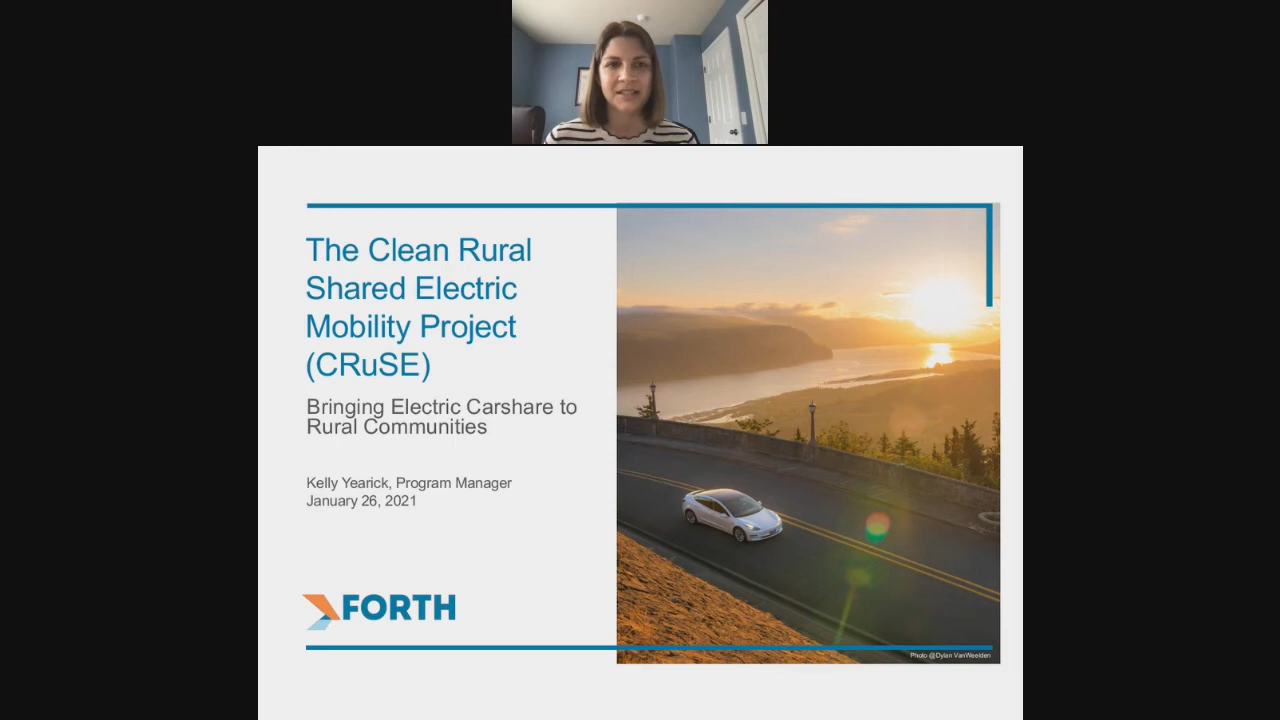 The Clean Rural
Shared Electric
Mobility Project
(CRuSE)
Bringing Electric Carshare to
Rural Communities
Kelly Yearick, Program Manager
January 26, 2021
FORTH
Photo @Dylan VanWeelden